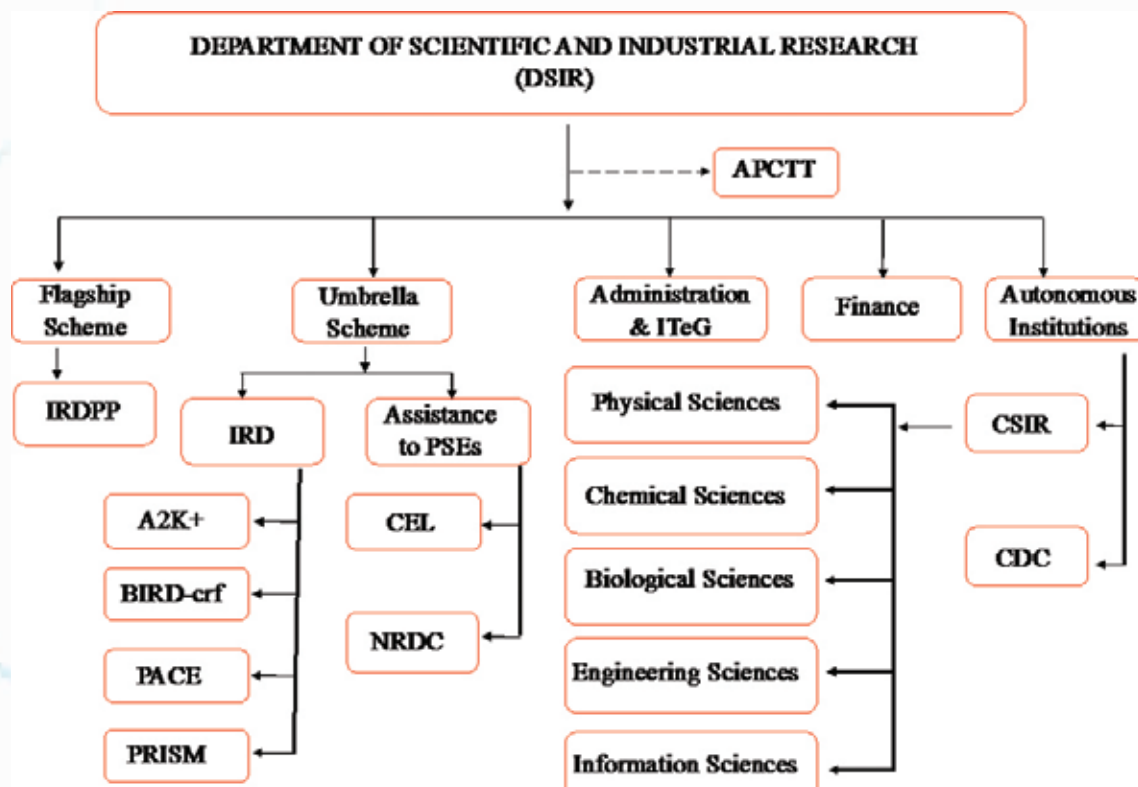 DEPARTMENT OF SCIENTIFIC AND INDUSTRIAL RESEARCH
(DSIR)
APCTT
Flagship
Scheme
Umbrella
Scheme
Administration
& ITeG
Finance
Autonomous
Institutions
IRDPP
IRD
Assistance
to PSEs
Physical Sciences
CSIR
A2K+
CEL
Chemical Sciences
BIRD-crf
Biological Sciences
CDC
NRDC
PACE
Engineering Sciences
PRISM
Information Sciences